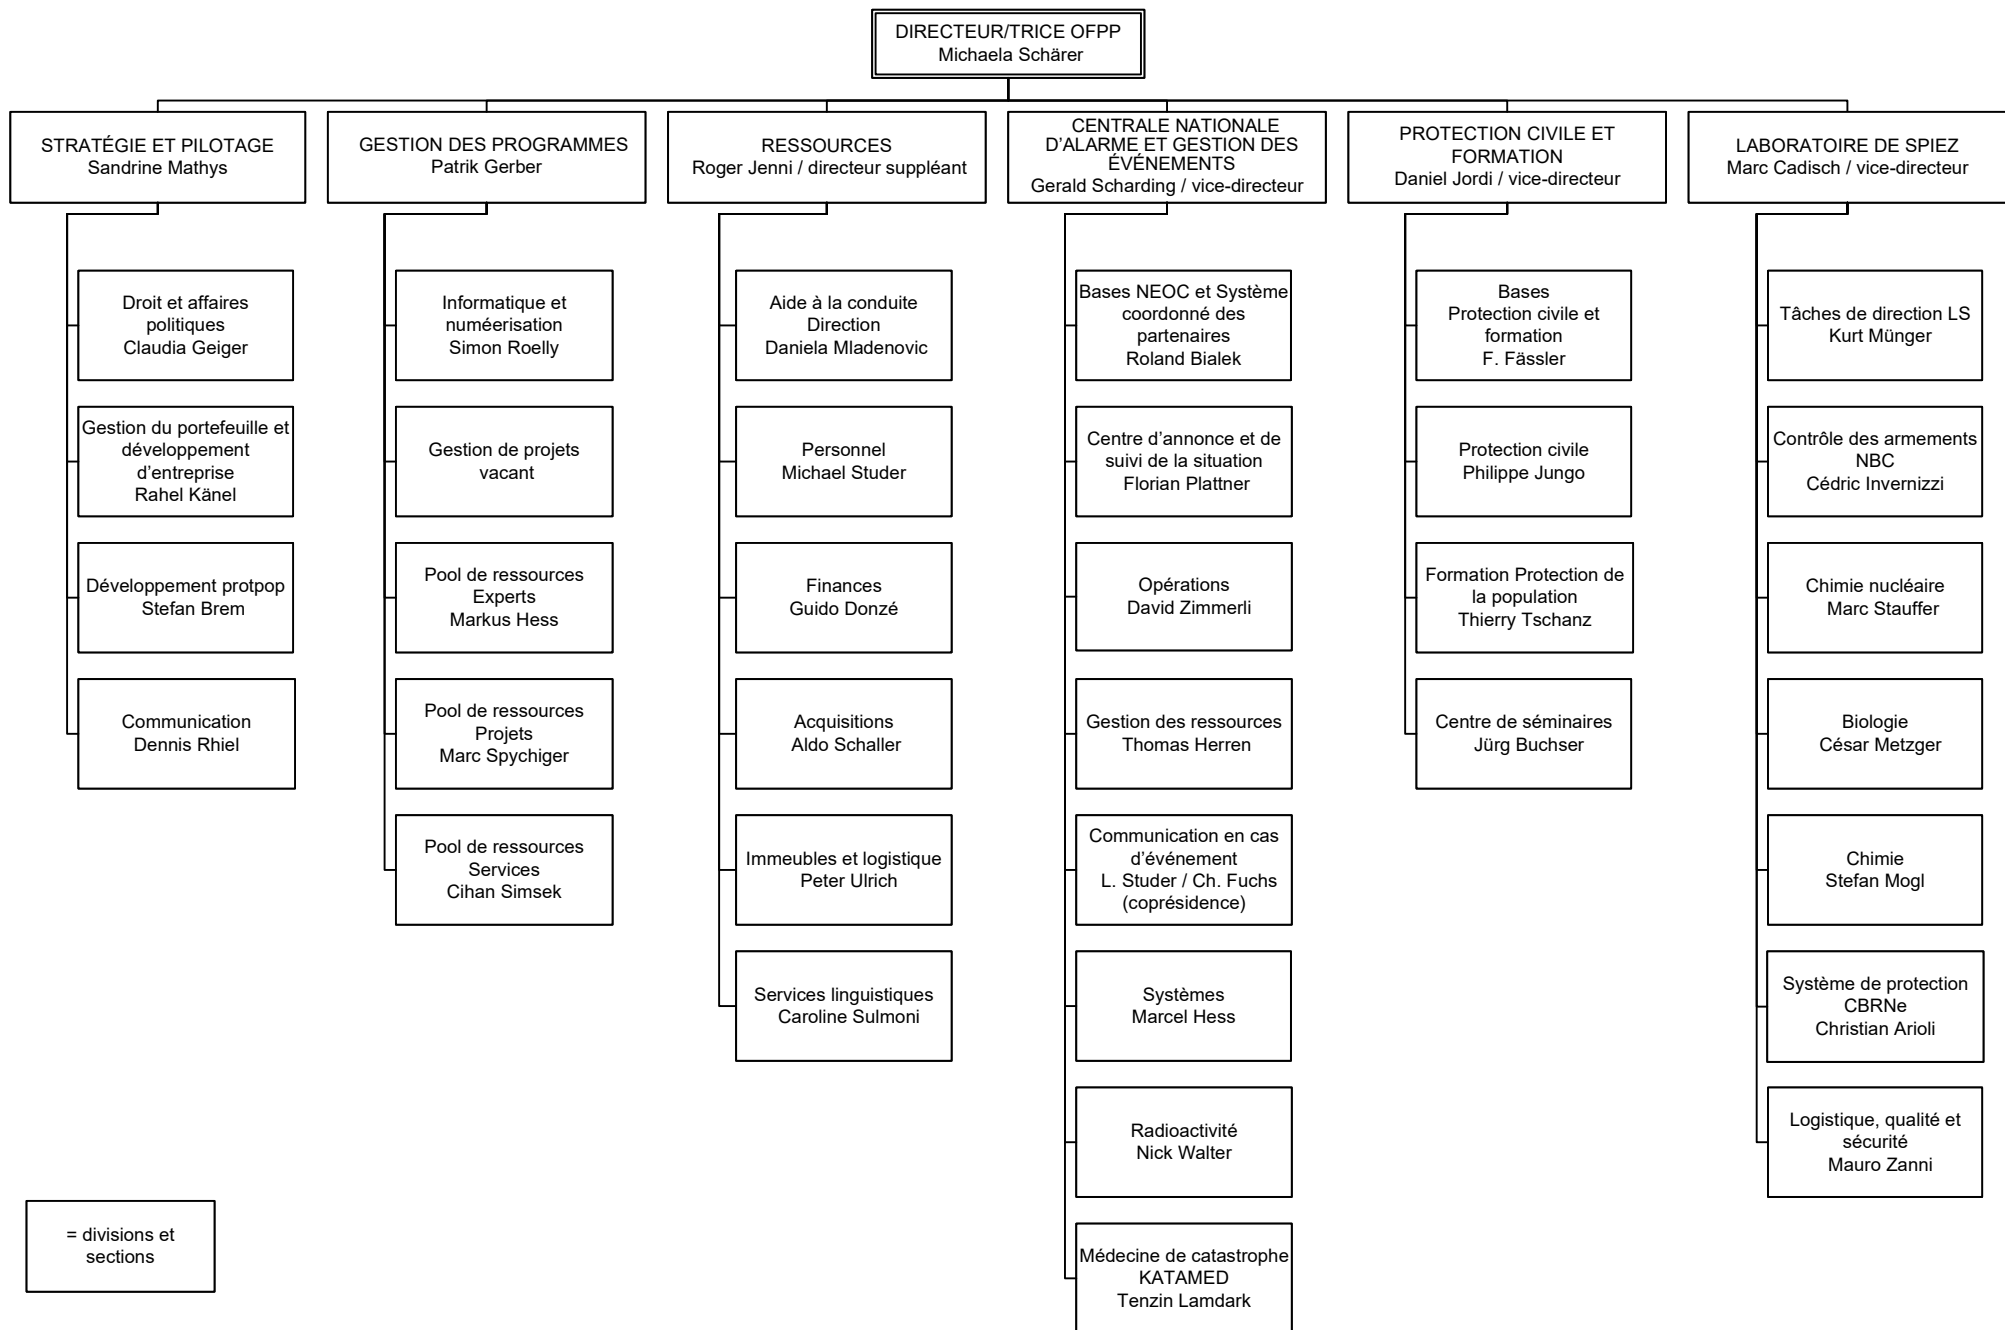 DIRECTEUR/TRICE OFPP
Michaela Schärer
STRATÉGIE ET PILOTAGE
Sandrine Mathys
GESTION DES PROGRAMMES
Patrik Gerber
RESSOURCES
Roger Jenni / directeur suppléant
CENTRALE NATIONALE
D'ALARME ET GESTION DES
ÉVÉNEMENTS
Gerald Scharding / vice-directeur
PROTECTION CIVILE ET
FORMATION
Daniel Jordi / vice-directeur
LABORATOIRE DE SPIEZ
Marc Cadisch / vice-directeur
Droit et affaires
politiques
Claudia Geiger
Gestion du portefeuille et
développement
d'entreprise
Rahel Känel
Développement protpop
Stefan Brem
Communication
Dennis Rhiel
Informatique et
numéerisation
Simon Roelly
Gestion de projets
vacant
Pool de ressources
Experts
Markus Hess
Pool de ressources
Projets
Marc Spychiger
Pool de ressources
Services
Cihan Simsek
Aide à la conduite
Direction
Daniela Mladenovic
Personnel
Michael Studer
Finances
Guido Donzé
Acquisitions
Aldo Schaller
Immeubles et logistique
Peter Ulrich
Services linguistiques
Caroline Sulmoni
Bases NEOC et Système
coordonné des
partenaires
Roland Bialek
Centre d'annonce et de
suivi de la situation
Florian Plattner
Opérations
David Zimmerli
Gestion des ressources
Thomas Herren
Communication en cas
d'événement
L. Studer / Ch. Fuchs
(coprésidence)
Systèmes
Marcel Hess
Radioactivité
Nick Walter
Médecine de catastrophe
KATAMED
Tenzin Lamdark
Bases
Protection civile et
formation
F. Fässler
Protection civile
Philippe Jungo
Formation Protection de
la population
Thierry Tschanz
Centre de séminaires
Jürg Buchser
Tâches de direction LS
Kurt Münger
Contrôle des armements
NBC
Cédric Invernizzi
Chimie nucléaire
Marc Stauffer
Biologie
César Metzger
Chimie
Stefan Mogl
Système de protection
CBRNe
Christian Arioli
Logistique, qualité et
sécurité
Mauro Zanni
= divisions et
sections